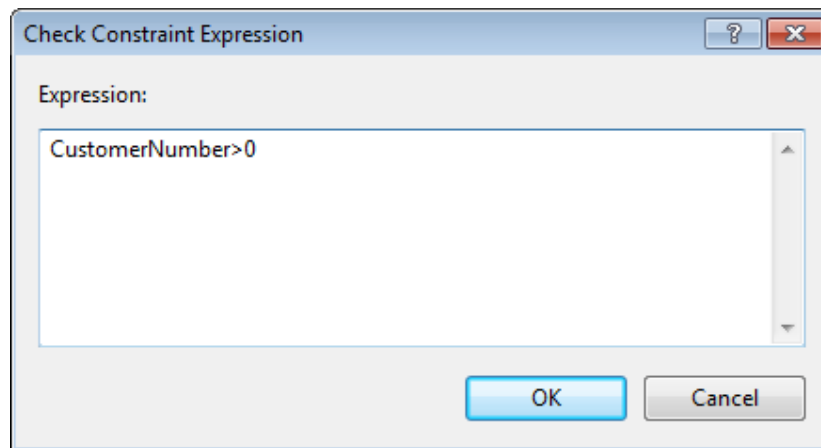 Check Constraint Expression
?
Expression:
CustomerNumber>0
OK
Cancel